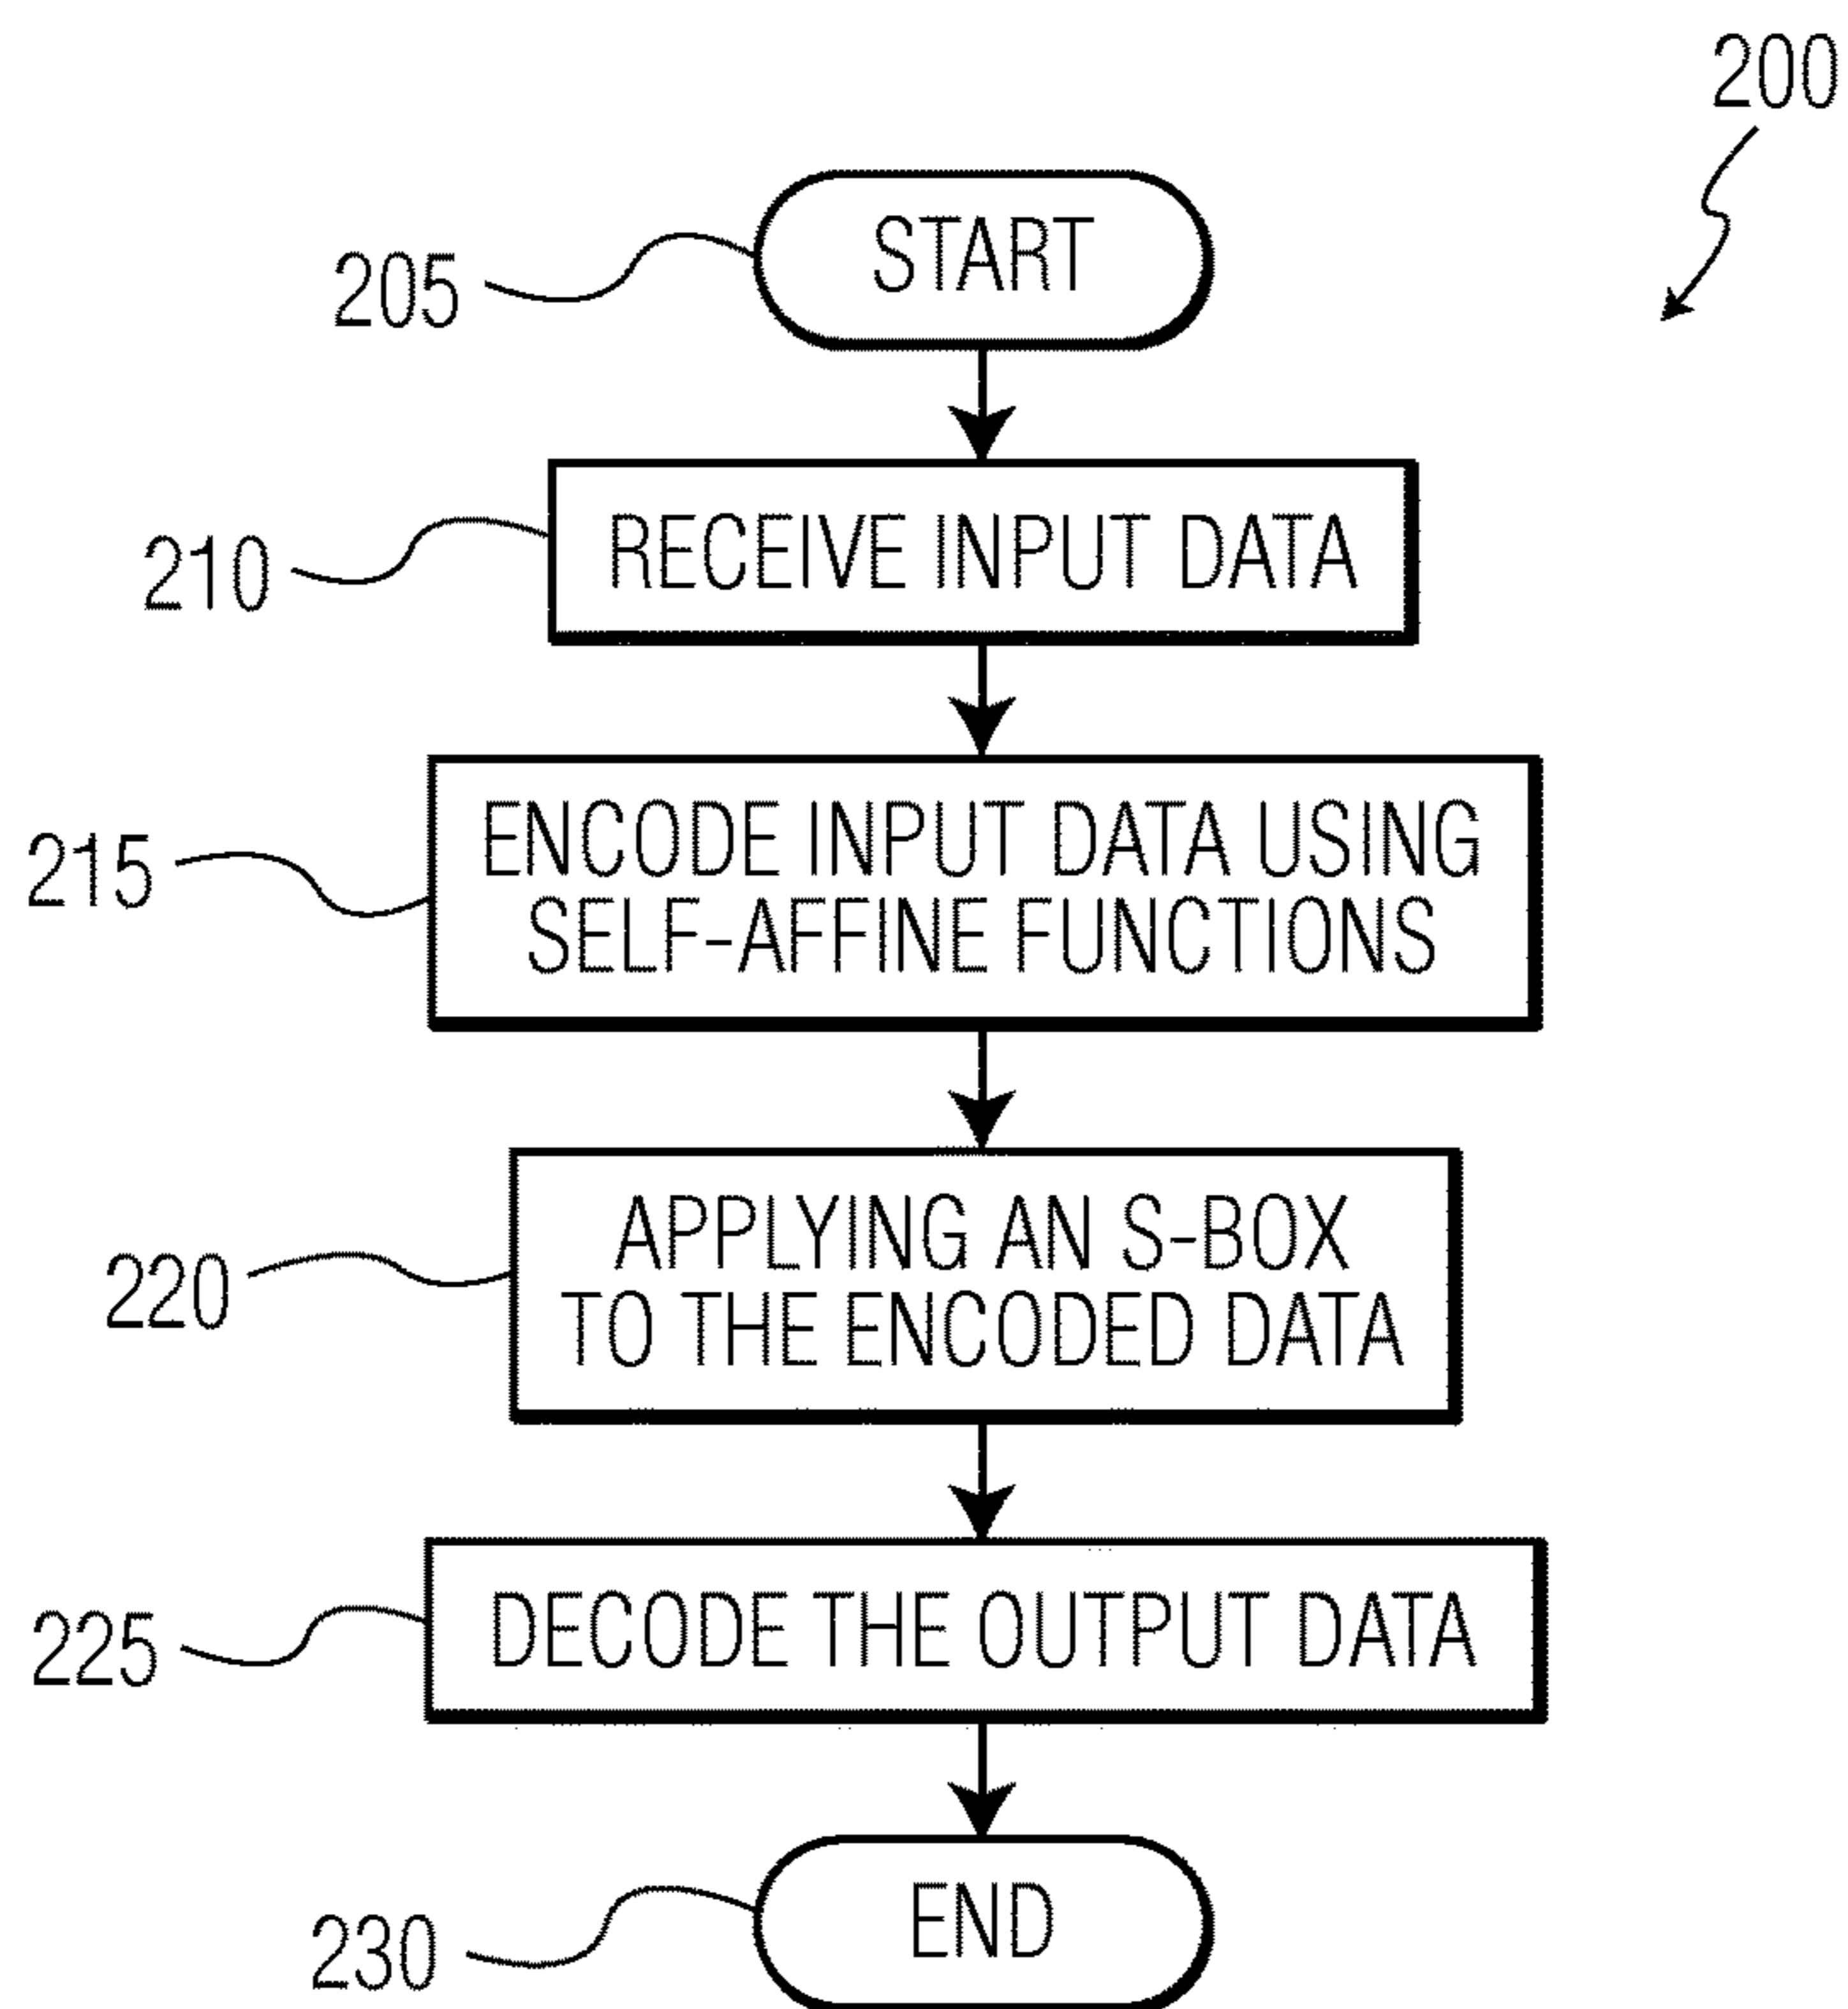 200
205
START
210
RECEIVE INPUT DATA
215
ENCODE INPUT DATA USING
SELF-AFFINE FUNCTIONS
220
APPLYING AN S-BOX
TO THE ENCODED DATA
225
DECODE THE OUTPUT DATA
230
END